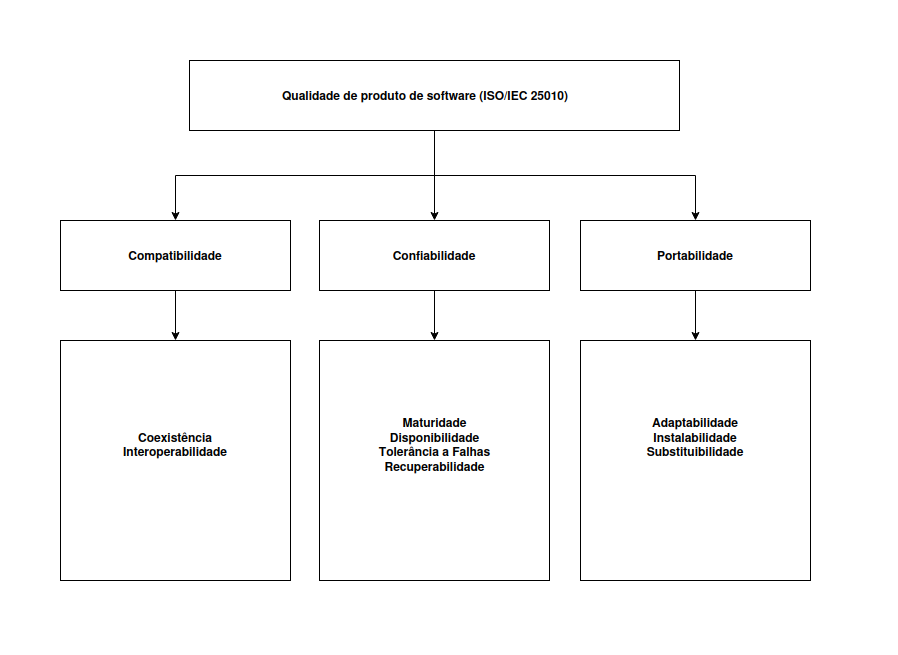 Qualidade de produto de software (ISO/IEC 25010)
Compatibilidade
Confiabilidade
Portabilidade
Coexistência
Interoperabilidade
Maturidade
Disponibilidade
Tolerância a Falhas
Recuperabilidade
Adaptabilidade
Instalabilidade
Substituibilidade